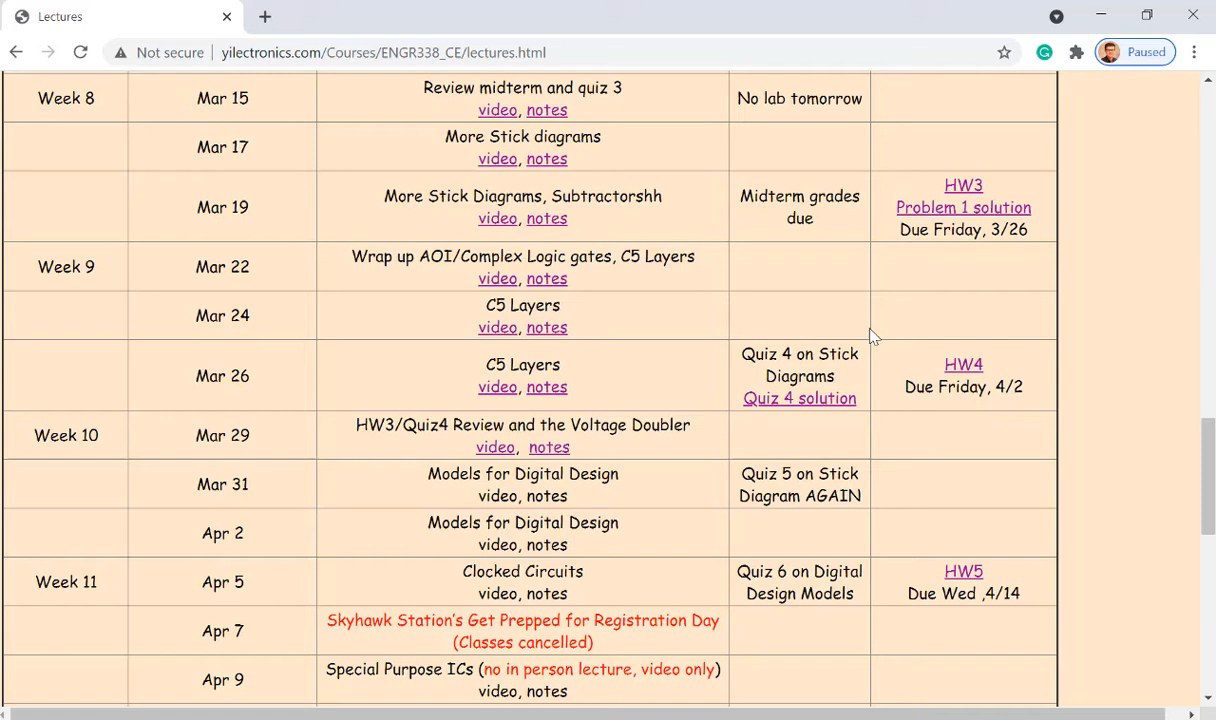 Lectures
Not secure yilectronics.com/Courses/ENGR338_CE/lectures.html Paused
Week 8 Mar 15 Review midterm and quiz 3 No lab tomorrow
video, notes
Mar 17 More Stick diagrams
video, notes
Mar 19 More Stick Diagrams, Subtractorshh Midterm grades due HW3
video, notes Problem 1 solution
Due Friday, 3/26
Week 9 Mar 22 Wrap up AOI/Complex Logic gates, C5 Layers
video, notes
Mar 24 C5 Layers
video, notes
Mar 26 C5 Layers Quiz 4 on Stick Diagrams HW4
video, notes Quiz 4 solution Due Friday, 4/2
Week 10 Mar 29 HW3/Quiz4 Review and the Voltage Doubler
video, notes
Mar 31 Models for Digital Design Quiz 5 on Stick
video, notes Diagram AGAIN
Apr 2 Models for Digital Design
video, notes
Week 11 Apr 5 Clocked Circuits Quiz 6 on Digital HW5
video, notes Design Models Due Wed ,4/14
Apr 7 Skyhawk Station's Get Prepped for Registration Day
(Classes cancelled)
Apr 9 Special Purpose ICs (no in person lecture, video only)
video, notes